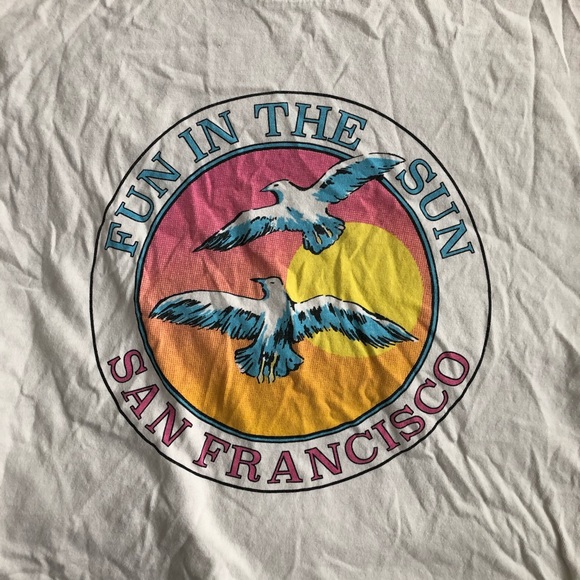 FUN IN THE SUN
SAN FRANCISCO